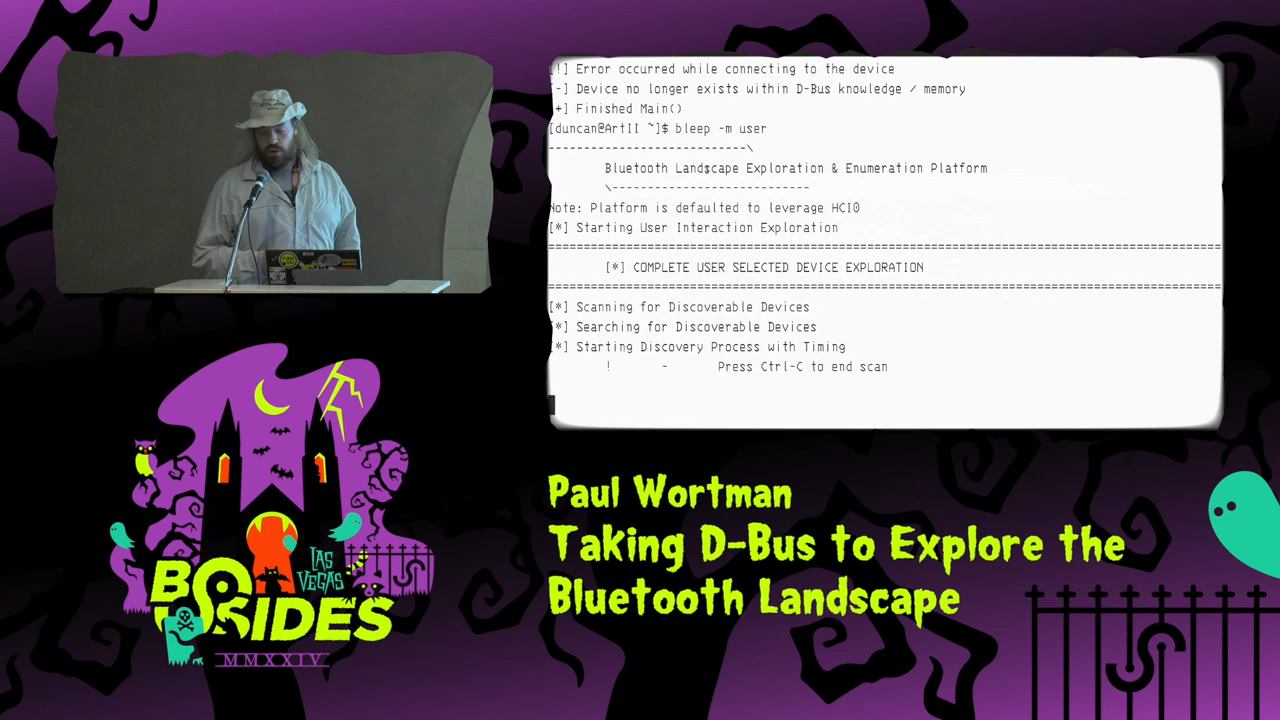 [!] Error occurred while connecting to the device
[-] Device no longer exists within D-Bus knowledge / memory
[+] Finished Main()
[duncan@ArtII ~]$ bleep -m user
---------------------------\
Bluetooth Landscape Exploration & Enumeration Platform
\---------------------------
Note: Platform is defaulted to leverage HCI0
[*] Starting User Interaction Exploration
[*] COMPLETE USER SELECTED DEVICE EXPLORATION
[*] Scanning for Discoverable Devices
[*] Searching for Discoverable Devices
[*] Starting Discovery Process with Timing
! - Press Ctrl-C to end scan
LAS
VEGAS
BSIDES
MMXXIV
Paul Wortman
Taking D-Bus to Explore the
Bluetooth Landscape